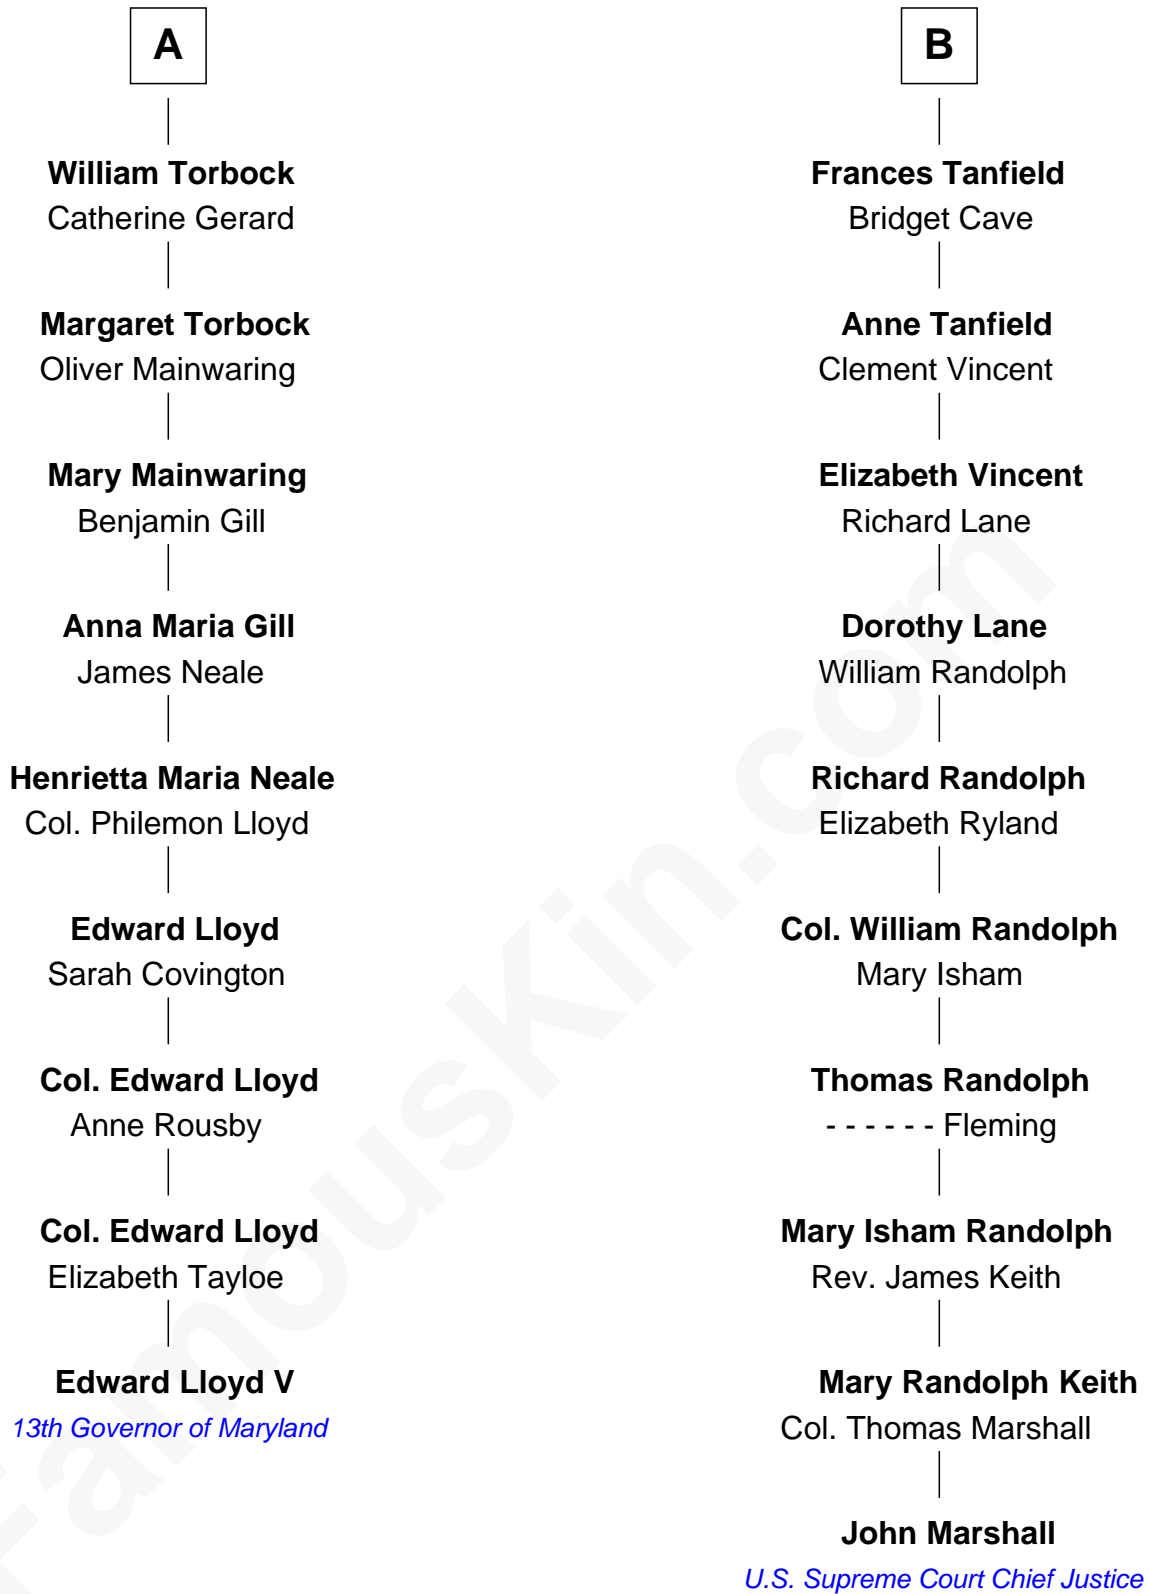 A
William Torbock
Catherine Gerard
Margaret Torbock
Oliver Mainwaring
Mary Mainwaring
Benjamin Gill
Anna Maria Gill
James Neale
Henrietta Maria Neale
Col. Philemon Lloyd
Edward Lloyd
Sarah Covington
Col. Edward Lloyd
Anne Rousby
Col. Edward Lloyd
Elizabeth Tayloe
Edward Lloyd V
13th Governor of Maryland
B
Frances Tanfield
Bridget Cave
Anne Tanfield
Clement Vincent
Elizabeth Vincent
Richard Lane
Dorothy Lane
William Randolph
Richard Randolph
Elizabeth Ryland
Col. William Randolph
Mary Isham
Thomas Randolph
- - - - - - Fleming
Mary Isham Randolph
Rev. James Keith
Mary Randolph Keith
Col. Thomas Marshall
John Marshall
U.S. Supreme Court Chief Justice
FamousKin.com